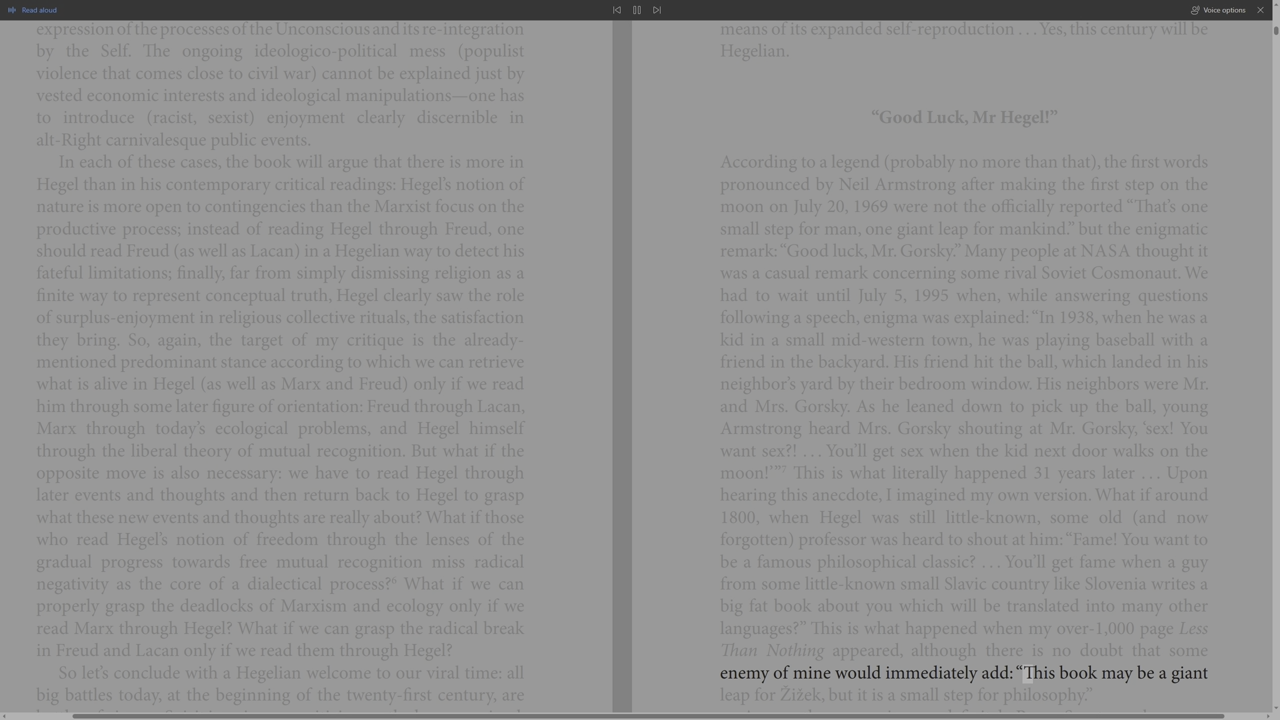 Read aloud
Voice options
expression of the processes of the Unconscious and its re-integration
by the Self. The ongoing ideologico-political mess (populist
violence that comes close to civil war) cannot be explained just by
vested economic interests and ideological manipulations—one has
to introduce (racist, sexist) enjoyment clearly discernible in
alt-Right carnivalesque public events.
In each of these cases, the book will argue that there is more in
Hegel than in his contemporary critical readings: Hegel’s notion of
nature is more open to contingencies than the Marxist focus on the
productive process; instead of reading Hegel through Freud, one
should read Freud (as well as Lacan) in a Hegelian way to detect his
fateful limitations; finally, far from simply dismissing religion as a
finite way to represent conceptual truth, Hegel clearly saw the role
of surplus-enjoyment in religious collective rituals, the satisfaction
they bring. So, again, the target of my critique is the already-
mentioned predominant stance according to which we can retrieve
what is alive in Hegel (as well as Marx and Freud) only if we read
him through some later figure of orientation: Freud through Lacan,
Marx through today’s ecological problems, and Hegel himself
through the liberal theory of mutual recognition. But what if the
opposite move is also necessary: we have to read Hegel through
later events and thoughts and then return back to Hegel to grasp
what these new events and thoughts are really about? What if those
who read Hegel’s notion of freedom through the lenses of the
gradual progress towards free mutual recognition miss radical
negativity as the core of a dialectical process?⁶ What if we can
properly grasp the deadlocks of Marxism and ecology only if we
read Marx through Hegel? What if we can grasp the radical break
in Freud and Lacan only if we read them through Hegel?
So let’s conclude with a Hegelian welcome to our viral time: all
big battles today, at the beginning of the twenty-first century, are
means of its expanded self-reproduction . . . Yes, this century will be
Hegelian.
“Good Luck, Mr Hegel!”
According to a legend (probably no more than that), the first words
pronounced by Neil Armstrong after making the first step on the
moon on July 20, 1969 were not the officially reported “That’s one
small step for man, one giant leap for mankind.” but the enigmatic
remark: “Good luck, Mr. Gorsky.” Many people at NASA thought it
was a casual remark concerning some rival Soviet Cosmonaut. We
had to wait until July 5, 1995 when, while answering questions
following a speech, enigma was explained: “In 1938, when he was a
kid in a small mid-western town, he was playing baseball with a
friend in the backyard. His friend hit the ball, which landed in his
neighbor’s yard by their bedroom window. His neighbors were Mr.
and Mrs. Gorsky. As he leaned down to pick up the ball, young
Armstrong heard Mrs. Gorsky shouting at Mr. Gorsky, ‘sex! You
want sex?! . . . You’ll get sex when the kid next door walks on the
moon!’”⁷ This is what literally happened 31 years later . . . Upon
hearing this anecdote, I imagined my own version. What if around
1800, when Hegel was still little-known, some old (and now
forgotten) professor was heard to shout at him: “Fame! You want to
be a famous philosophical classic? . . . You’ll get fame when a guy
from some little-known small Slavic country like Slovenia writes a
big fat book about you which will be translated into many other
languages?” This is what happened when my over-1,000 page Less
Than Nothing appeared, although there is no doubt that some
enemy of mine would immediately add: “This book may be a giant
leap for Žižek, but it is a small step for philosophy.”